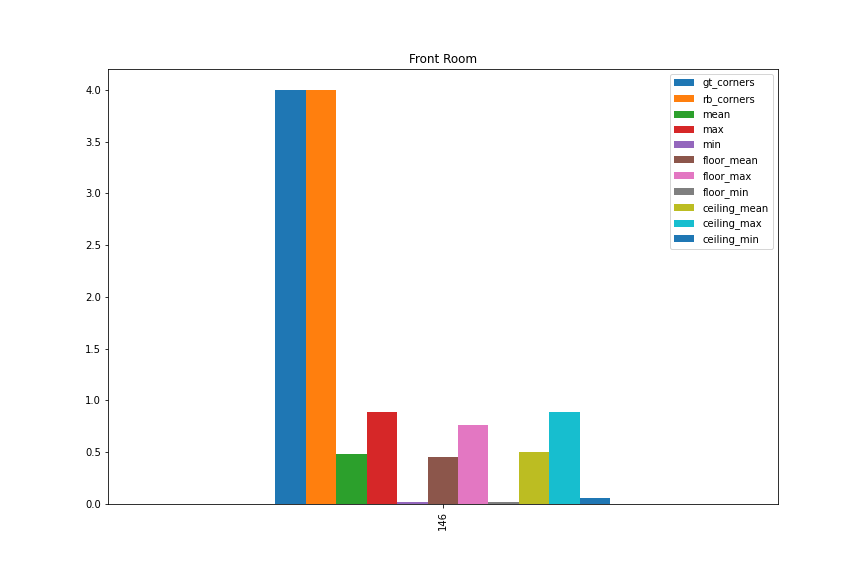 Front Room
4.0
3.5
3.0
2.5
2.0
1.5
1.0
0.5
0.0
146
gt_corners
rb_corners
mean
max
min
floor_mean
floor_max
floor_min
ceiling_mean
ceiling_max
ceiling_min